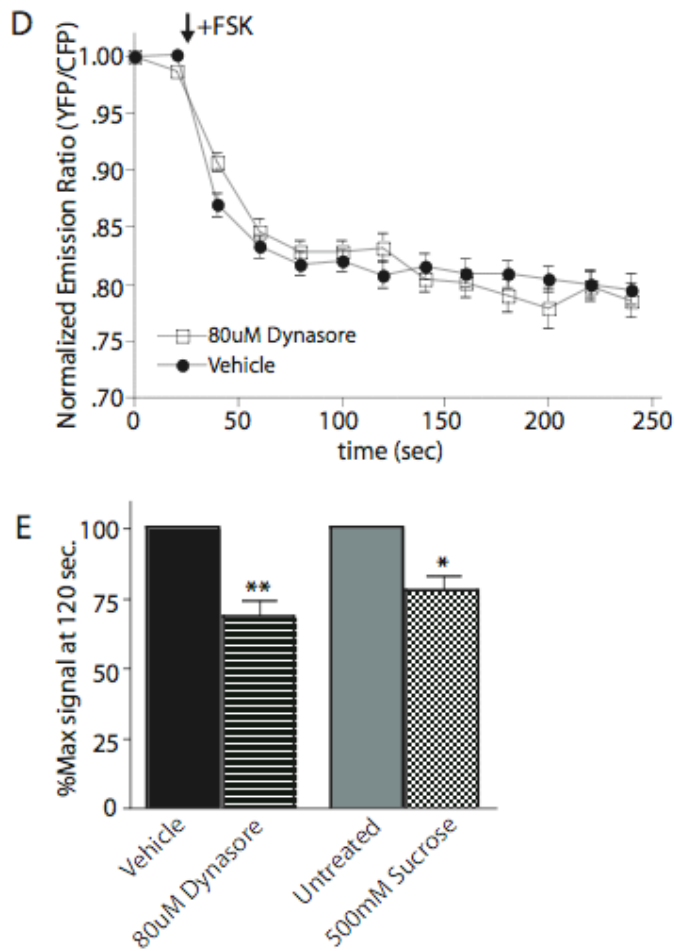 D
+FSK
Normalized Emission Ratio (YFP/CFP)
1.00
.95
.90
.85
.80
.75
.70
80uM Dynasore
Vehicle
0 50 100 150 200 250
time (sec)
E
%Max signal at 120 sec.
100
75
50
25
0
** *
Vehicle
80uM Dynasore
Untreated
500mM Sucrose